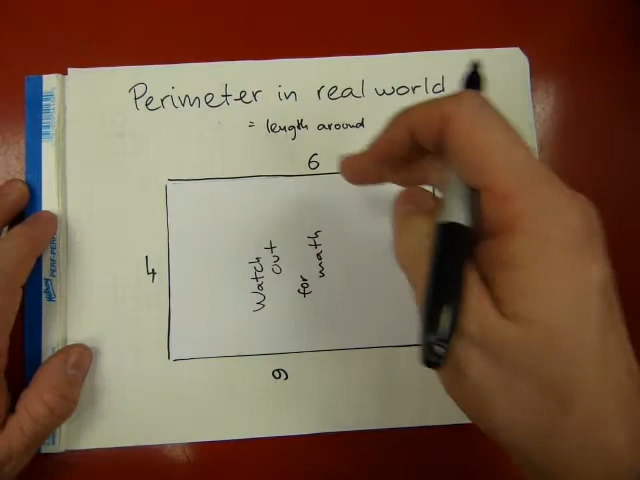 Perimeter in real world
= length around
6
4
Watch
out
for
math
6